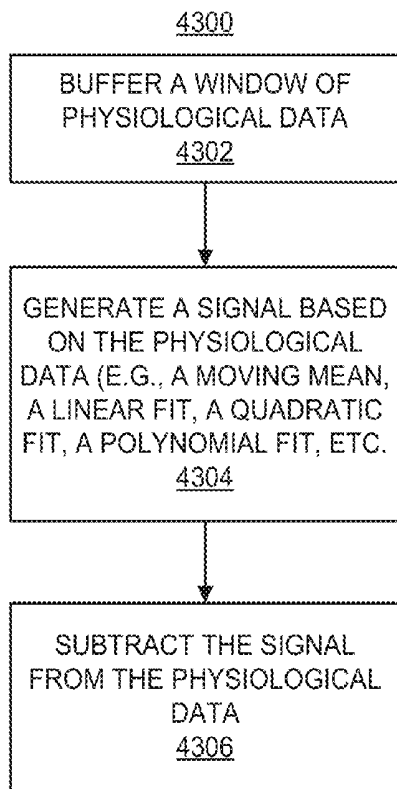 4300
BUFFER A WINDOW OF
PHYSIOLOGICAL DATA
4302
GENERATE A SIGNAL BASED
ON THE PHYSIOLOGICAL
DATA (E.G., A MOVING MEAN,
A LINEAR FIT, A QUADRATIC
FIT, A POLYNOMIAL FIT, ETC.
4304
SUBTRACT THE SIGNAL
FROM THE PHYSIOLOGICAL
DATA
4306